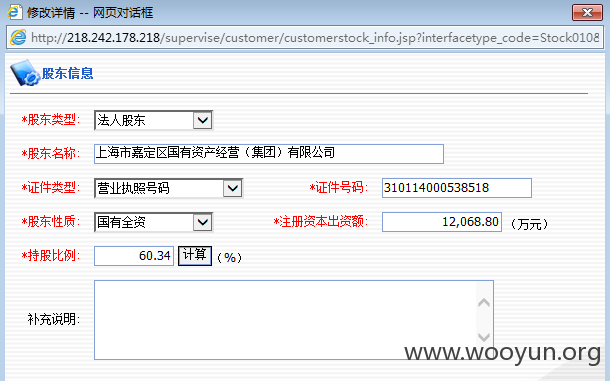 修改详情 -- 网页对话框
http://218.242.178.218/supervise/customer/customerstock_info.jsp?interfacetype_code=Stock0108
股东信息
*股东类型： 法人股东
*股东名称： 上海市嘉定区国有资产经营（集团）有限公司
*证件类型： 营业执照号码 *证件号码： 310114000538518
*股东性质： 国有全资 *注册资本出资额： 12,068.80 （万元）
*持股比例： 60.34 计算 （%）
补充说明：
www.wooyun.org